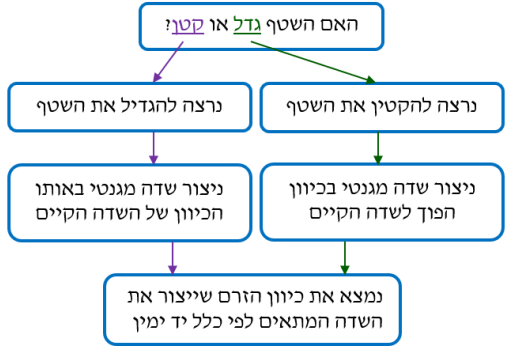 האם השטף גדל או קטן?
נרצה להקטין את השטף
נרצה להגדיל את השטף
ניצור שדה מגנטי בכיוון
הפוך לשדה הקיים
ניצור שדה מגנטי באותו
הכיוון של השדה הקיים
נמצא את כיוון הזרם שייצור את
השדה המתאים לפי כלל יד ימין